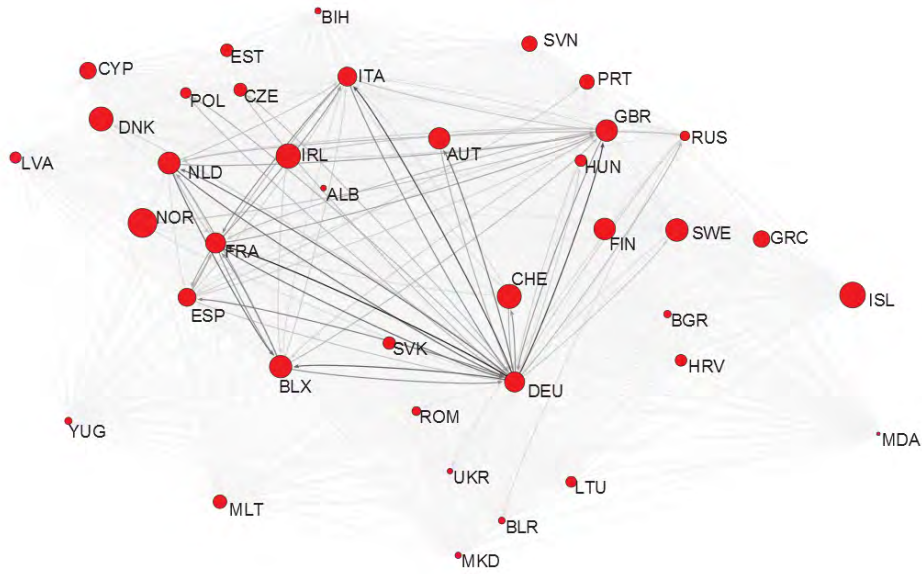 BIH
SVN
EST
CYP
ITA
PRT
POL
CZE
GBR
DNK
RUS
AUT
IRL
HUN
LVA
NLD
ALB
NOR
SWE
FIN
GRC
FRA
CHE
ISL
ESP
BGR
SVK
HRV
BLX
DEU
ROM
YUG
MDA
UKR
LTU
MLT
BLR
MKD